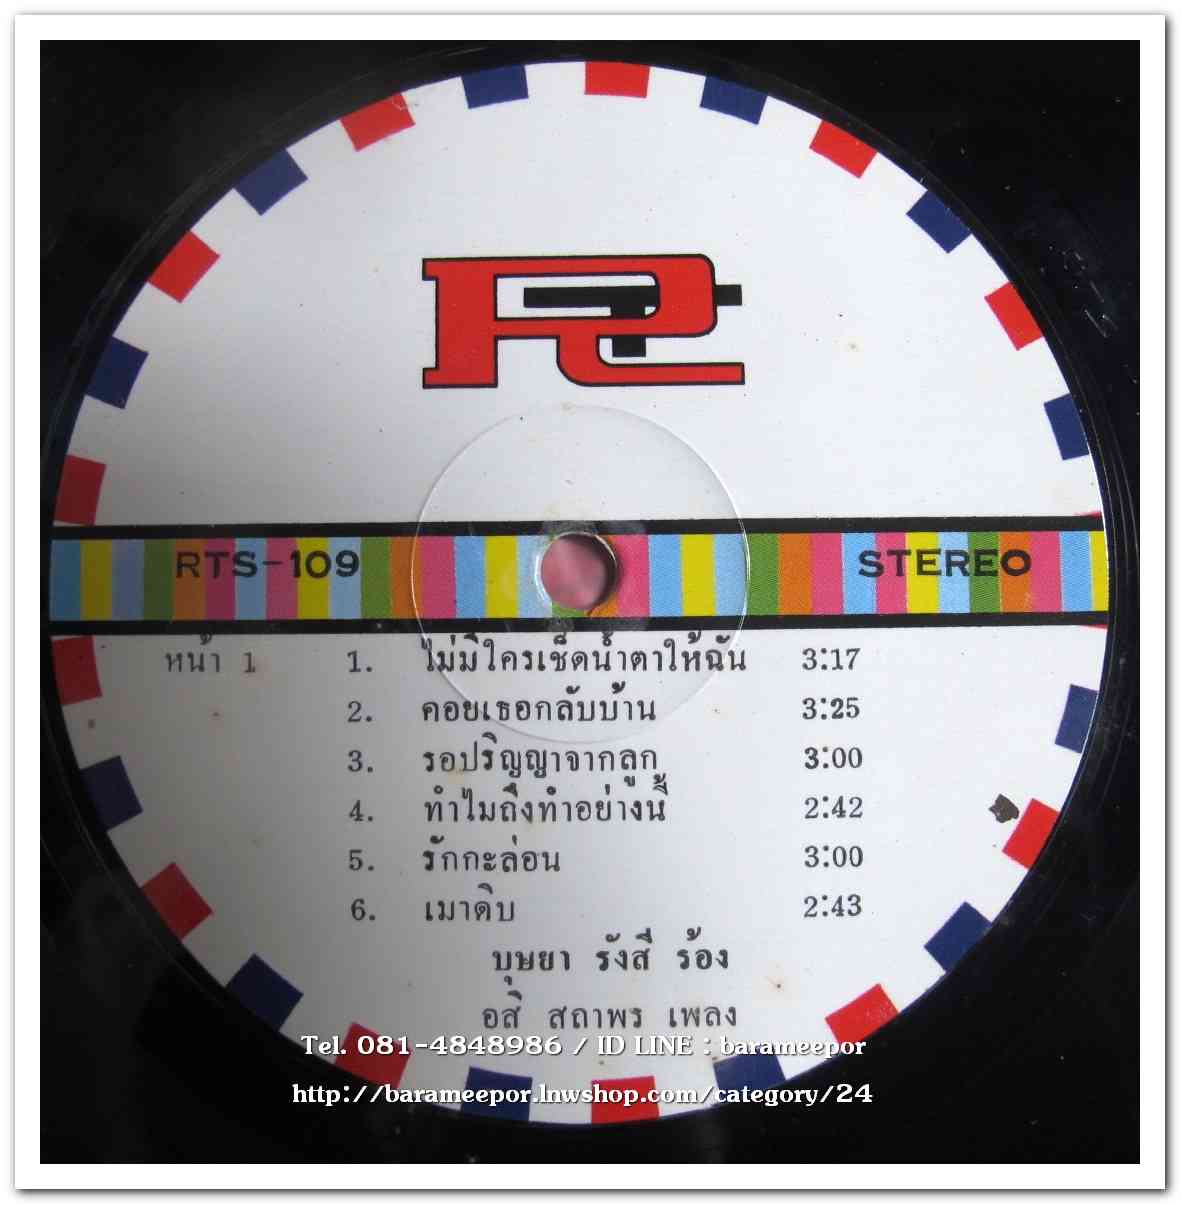 RTS-109 STEREO
หน้า 1 1. ไม่มีใครเช็ดน้ำตาให้ฉัน 3:17
2. คอยเธอกลับบ้าน 3:25
3. รอปริญญาจากลูก 3:00
4. ทำไมถึงทำอย่างนี้ 2:42
5. รักกะล่อน 3:00
6. เมาดิบ 2:43
บุษยา รังสี ร้อง
อสิ สถาพร เพลง
Tel. 081-4848986 / ID LINE : barameepor
http://barameepor.lnwshop.com/category/24